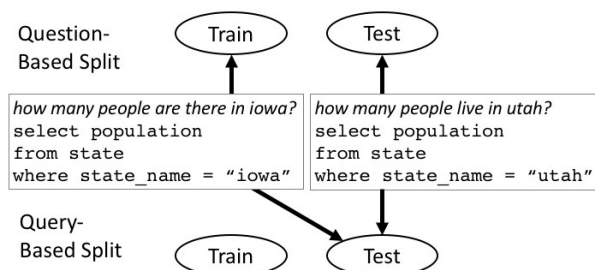 Question-
Based Split
Train
Test
how many people are there in iowa?
select population
from state
where state_name = “iowa”
how many people live in utah?
select population
from state
where state_name = “utah”
Query-
Based Split
Train
Test